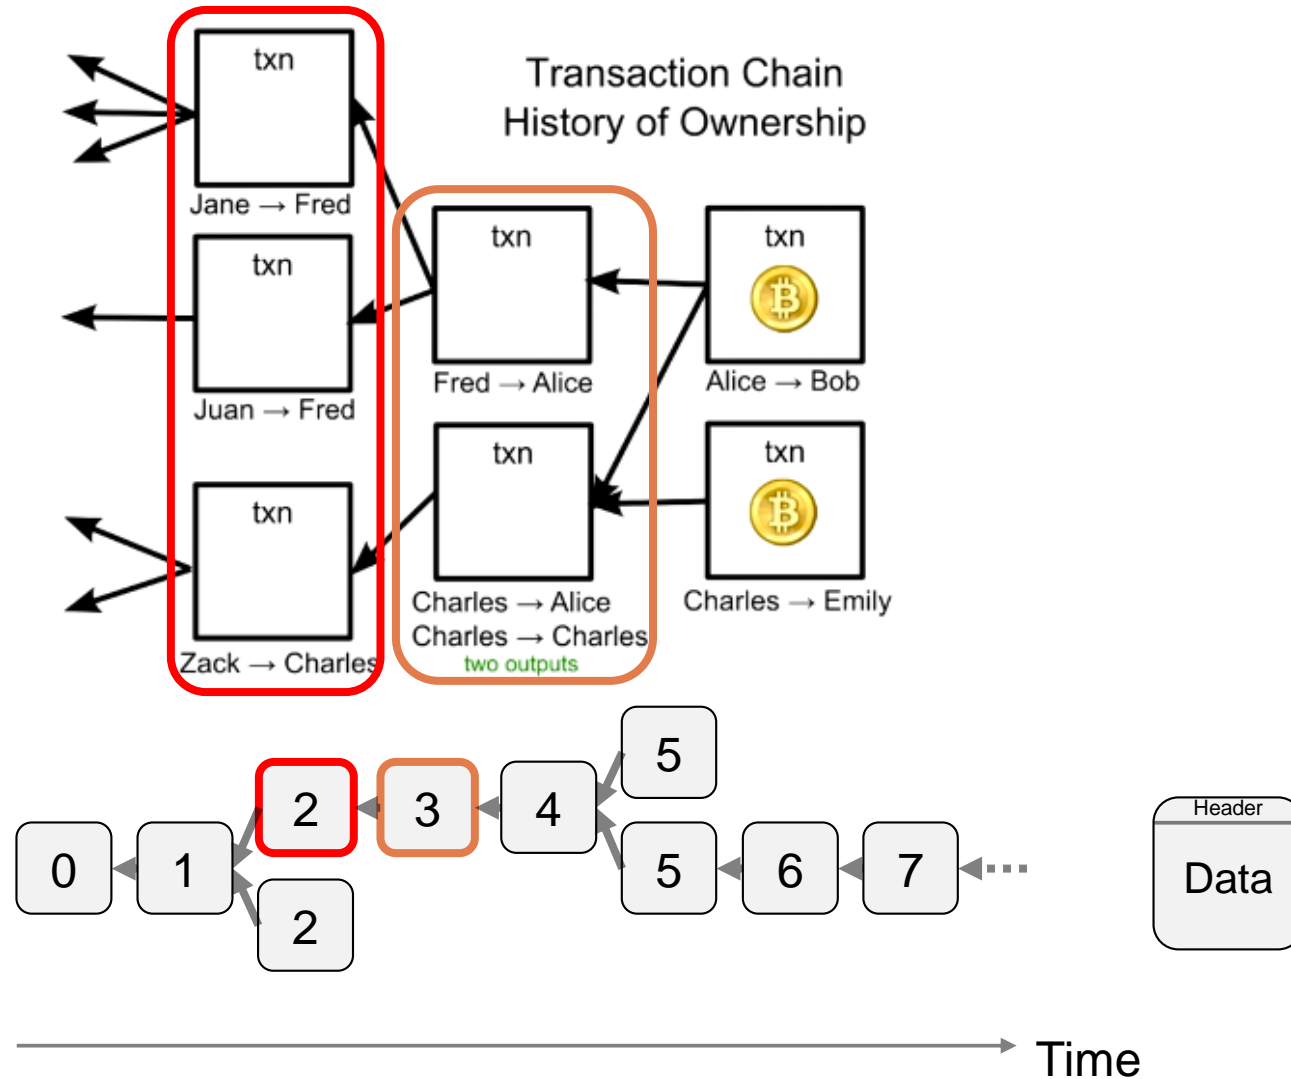 Transaction Chain
History of Ownership
txn
Jane → Fred
txn
Juan → Fred
txn
Zack → Charles
txn
Fred → Alice
txn
Charles → Alice
Charles → Charles
two outputs
txn
₿
Alice → Bob
txn
₿
Charles → Emily
0
1
2
2
3
4
5
5
6
7
Header
Data
Time